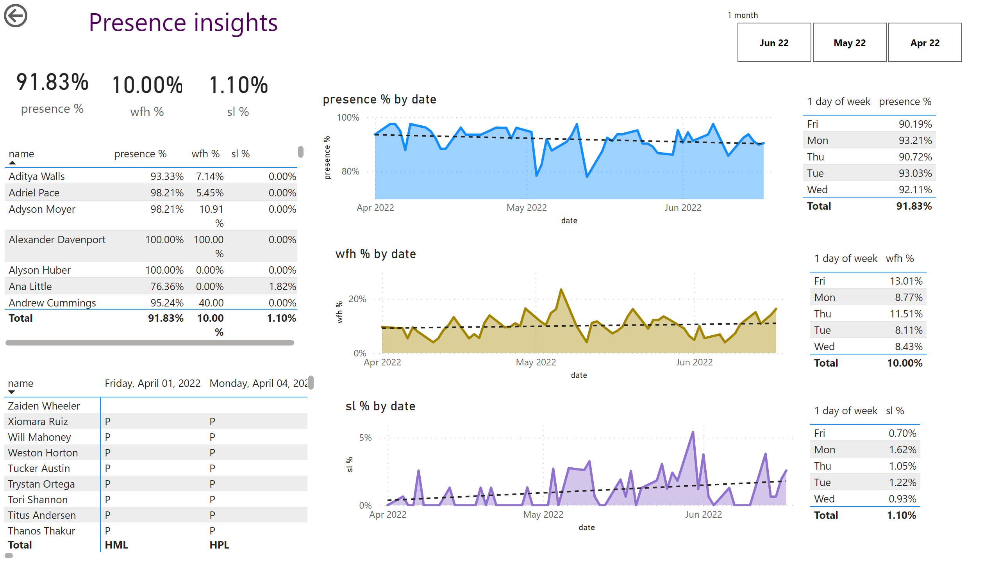 Presence insights
1 month
Jun 22 May 22 Apr 22
91.83% 10.00% 1.10%
presence % wfh % sl %
name presence % wfh % sl %
Aditya Walls 93.33% 7.14% 0.00%
Adriel Pace 98.21% 5.45% 0.00%
Adyson Moyer 98.21% 10.91 0.00%
%
Alexander Davenport 100.00% 100.00 0.00%
%
Alyson Huber 100.00% 0.00% 0.00%
Ana Little 76.36% 0.00% 1.82%
Andrew Cummings 95.24% 40.00 0.00%
Total 91.83% 10.00 1.10%
%
name Friday, April 01, 2022 Monday, April 04, 202
Zaiden Wheeler
Xiomara Ruiz P P
Will Mahoney P P
Weston Horton P P
Tucker Austin P P
Trystan Ortega P P
Tori Shannon P P
Titus Andersen P P
Thanos Thakur P P
Total HML HPL
presence % by date
presence %
100%
80%
Apr 2022 May 2022 Jun 2022
date
1 day of week presence %
Fri 90.19%
Mon 93.21%
Thu 90.72%
Tue 93.03%
Wed 92.11%
Total 91.83%
wfh % by date
wfh %
20%
0%
Apr 2022 May 2022 Jun 2022
date
1 day of week wfh %
Fri 13.01%
Mon 8.77%
Thu 11.51%
Tue 8.11%
Wed 8.43%
Total 10.00%
sl % by date
sl %
5%
0%
Apr 2022 May 2022 Jun 2022
date
1 day of week sl %
Fri 0.70%
Mon 1.62%
Thu 1.05%
Tue 1.22%
Wed 0.93%
Total 1.10%